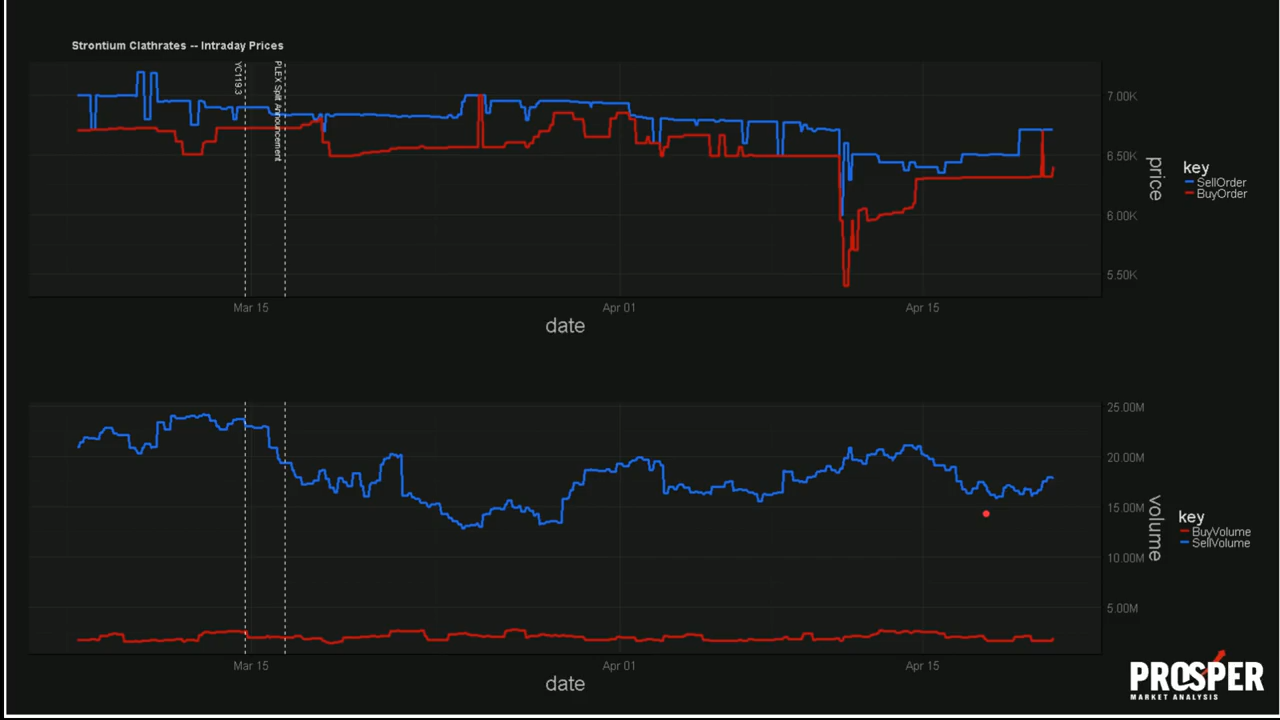 Strontium Clathrates -- Intraday Prices
YC119.3
PLEX Split Announcement
7.00K
6.50K
6.00K
5.50K
price
key
SellOrder
BuyOrder
Mar 15
Apr 01
Apr 15
date
25.00M
20.00M
15.00M
10.00M
5.00M
volume
key
BuyVolume
SellVolume
Mar 15
Apr 01
Apr 15
date
PROSPER
MARKET ANALYSIS